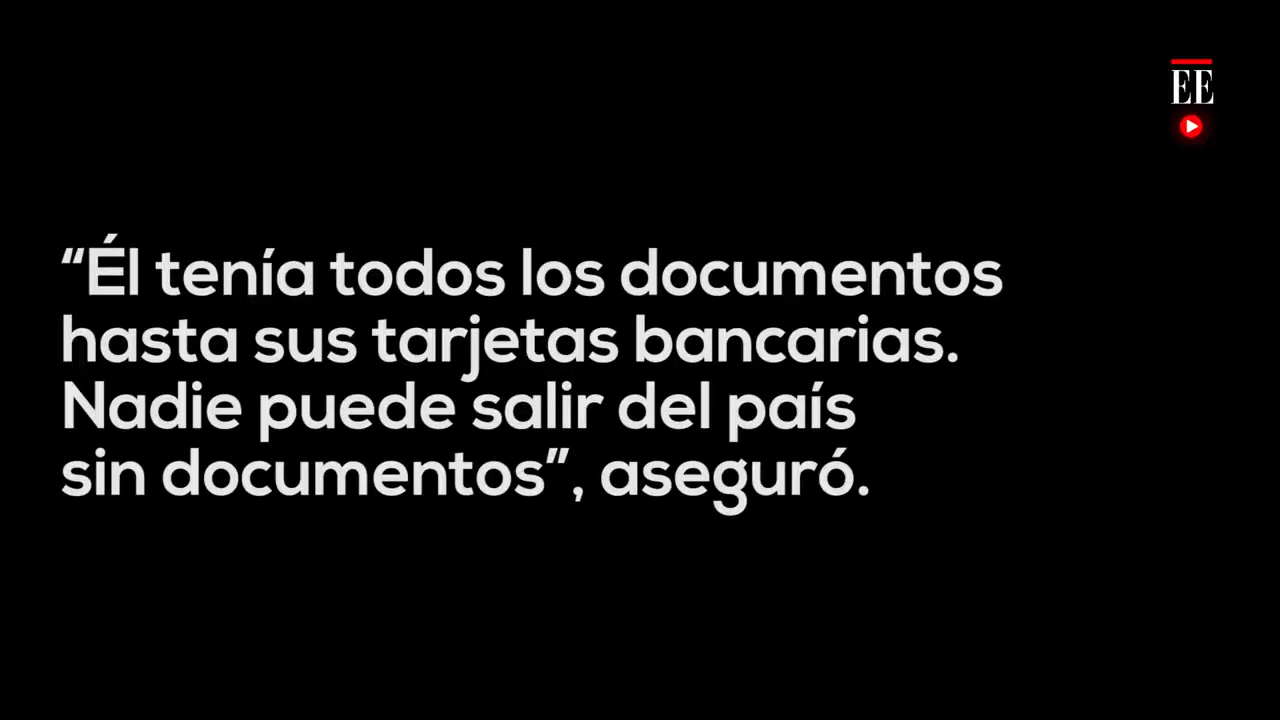 EE
“Él tenía todos los documentos
hasta sus tarjetas bancarias.
Nadie puede salir del país
sin documentos”, aseguró.